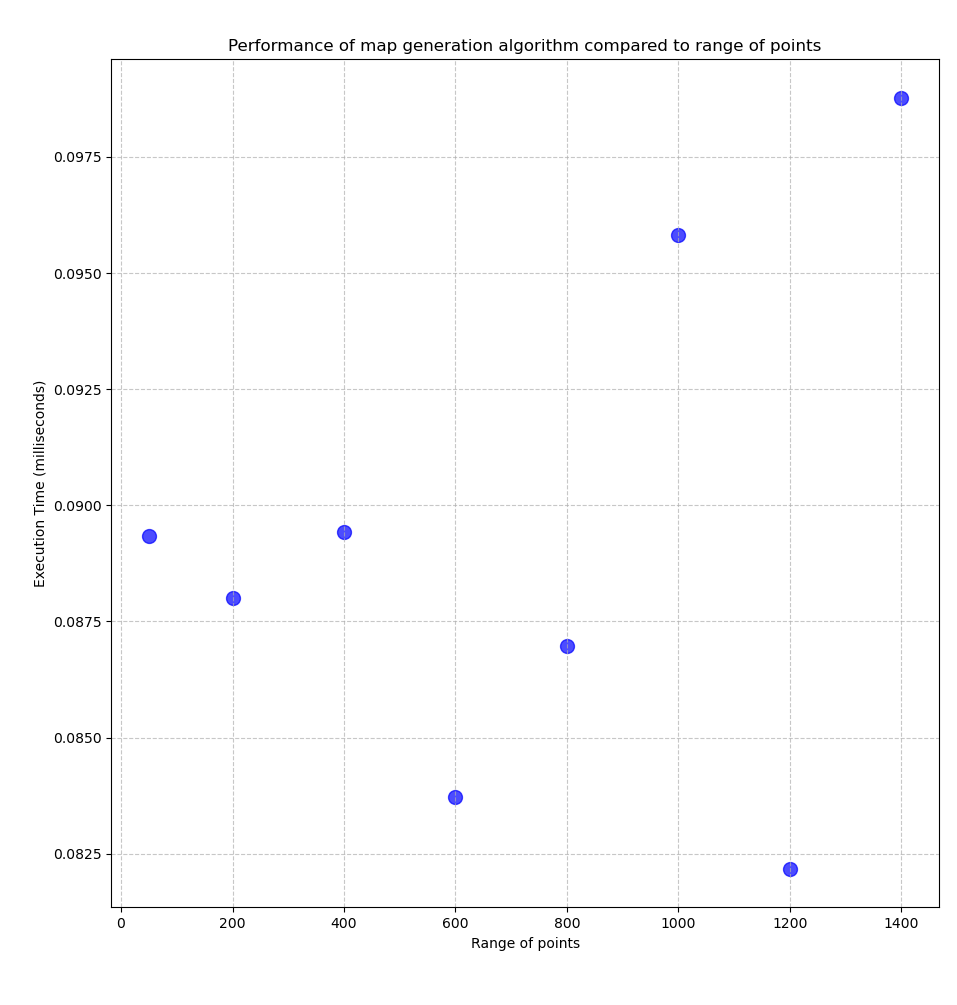 Performance of map generation algorithm compared to range of points
Execution Time (milliseconds)
0.0975
0.0950
0.0925
0.0900
0.0875
0.0850
0.0825
0 200 400 600 800 1000 1200 1400
Range of points